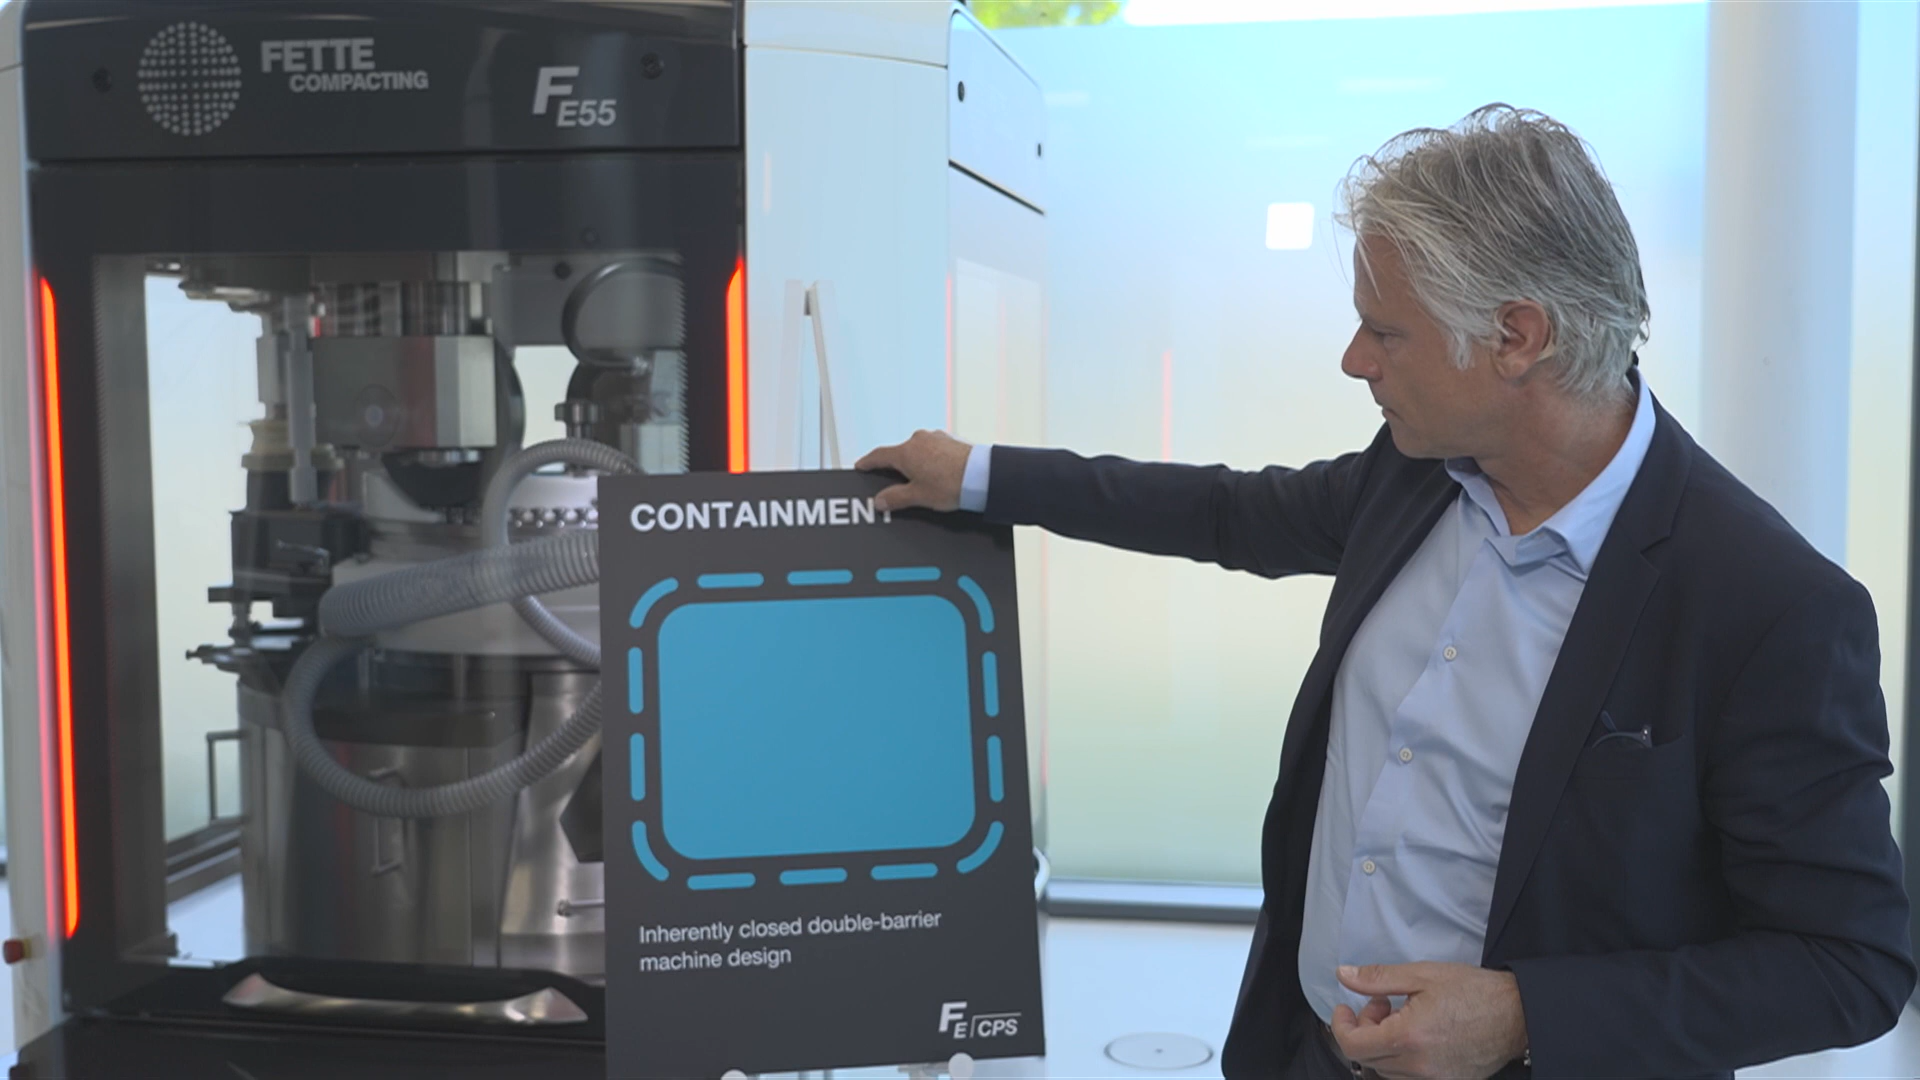 FETTE
COMPACTING
FE55
CONTAINMENT
Inherently closed double-barrier
machine design
FE CPS